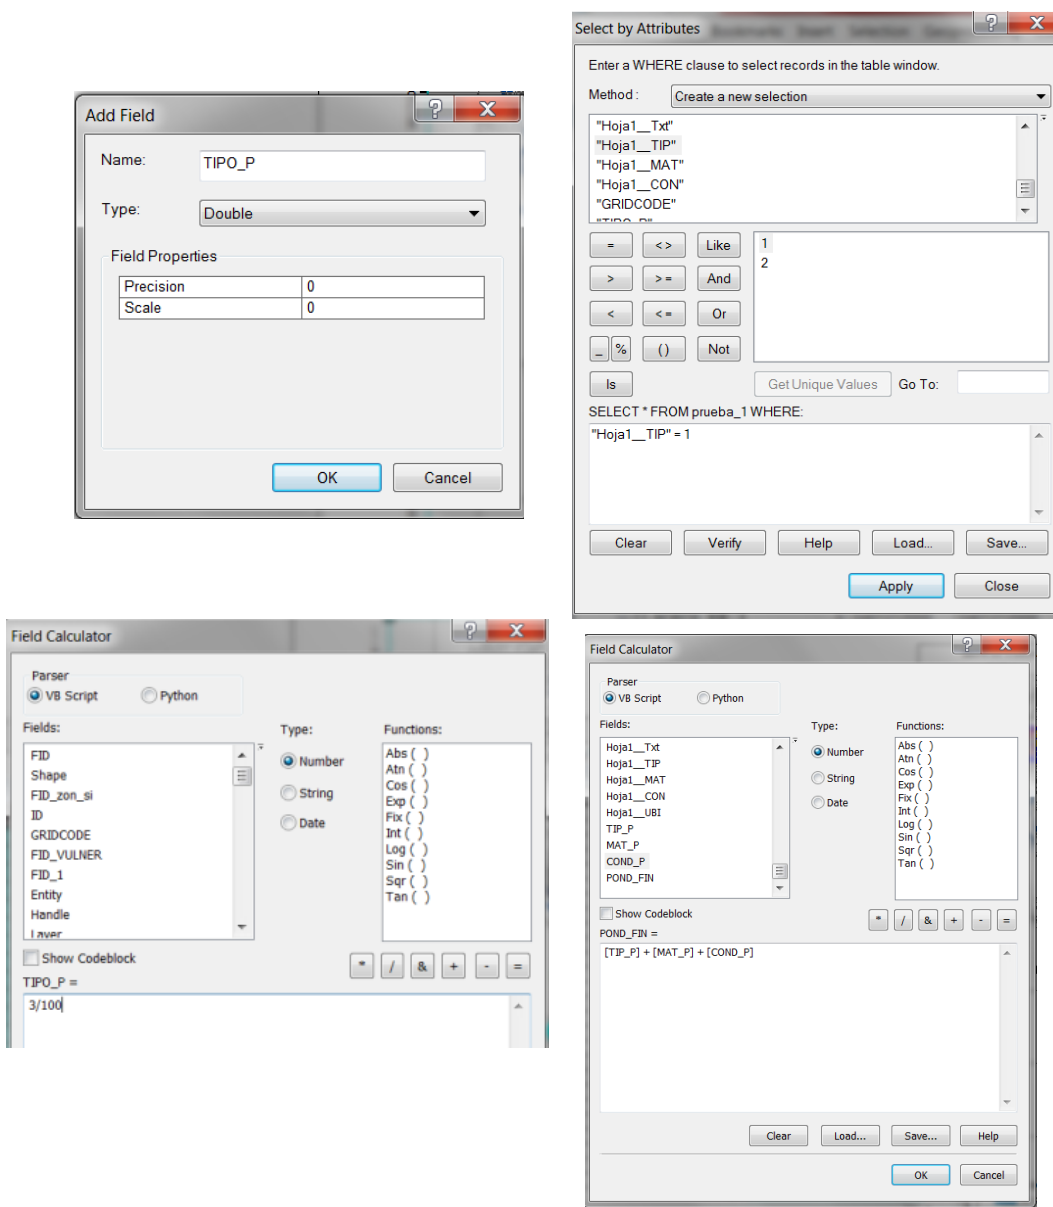 Add Field
Name:
TIPO_P
Type:
Double
Field Properties
Precision 0
Scale 0
OK Cancel
Select by Attributes
Enter a WHERE clause to select records in the table window.
Method : Create a new selection
"Hoja1__Txt"
"Hoja1__TIP"
"Hoja1__MAT"
"Hoja1__CON"
"GRIDCODE"
"TIPO_P"
= < > Like
> > = And
< < = Or
_ % ( ) Not
Is
1
2
Get Unique Values Go To:
SELECT * FROM prueba_1 WHERE:
"Hoja1__TIP" = 1
Clear Verify Help Load... Save...
Apply Close
Field Calculator
Parser
VB Script Python
Fields:
FID
Shape
FID_zon_si
ID
GRIDCODE
FID_VULNER
FID_1
Entity
Handle
Layer
Type:
Number
String
Date
Functions:
Abs ( )
Atn ( )
Cos ( )
Exp ( )
Fix ( )
Int ( )
Log ( )
Sin ( )
Sqr ( )
Tan ( )
Show Codeblock
* / & + - =
TIPO_P =
3/100
Field Calculator
Parser
VB Script Python
Fields:
Hoja1__Txt
Hoja1__TIP
Hoja1__MAT
Hoja1__CON
Hoja1__UBI
TIP_P
MAT_P
COND_P
POND_FIN
Type:
Number
String
Date
Functions:
Abs ( )
Atn ( )
Cos ( )
Exp ( )
Fix ( )
Int ( )
Log ( )
Sin ( )
Sqr ( )
Tan ( )
Show Codeblock
* / & + - =
POND_FIN =
[TIP_P] + [MAT_P] + [COND_P]
Clear Load... Save... Help
OK Cancel